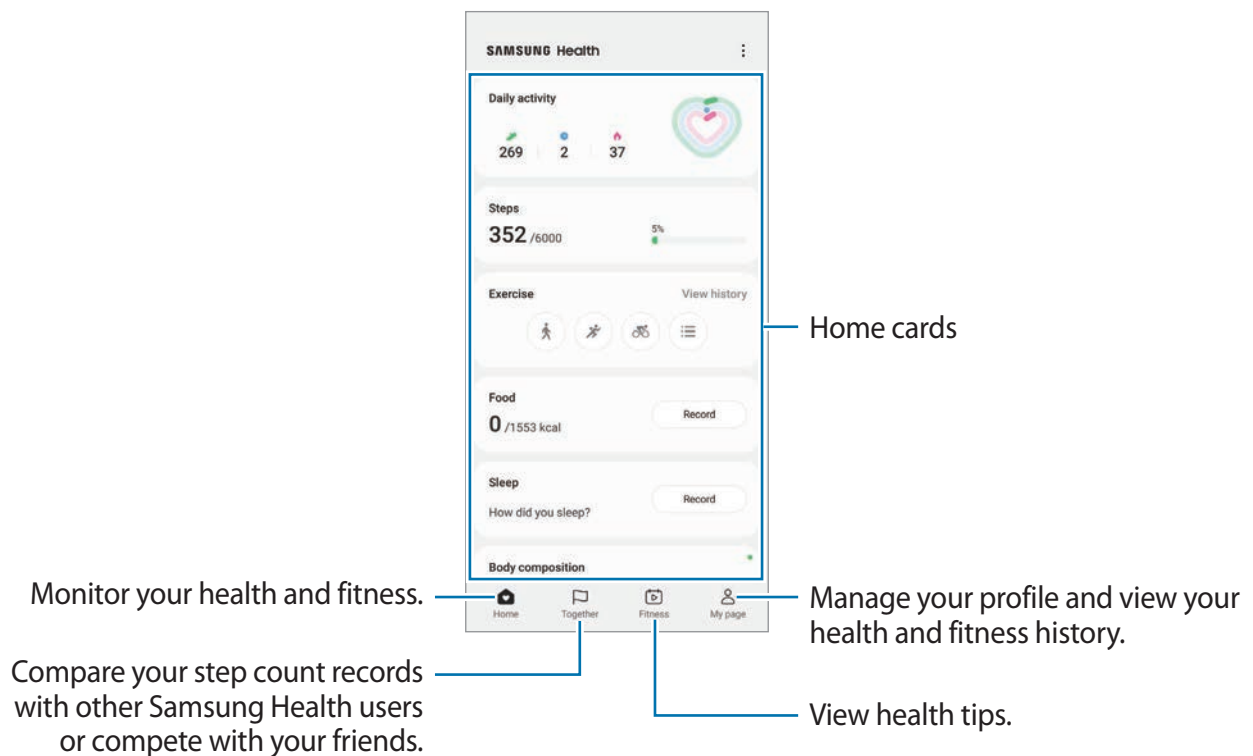 SAMSUNG Health
Daily activity
269 2 37
Steps
352 /6000
5%
Exercise View history
Food
0 /1553 kcal
Record
Sleep
How did you sleep?
Record
Body composition
Home Together Fitness My page
Home cards
Monitor your health and fitness.
Compare your step count records
with other Samsung Health users
or compete with your friends.
Manage your profile and view your
health and fitness history.
View health tips.